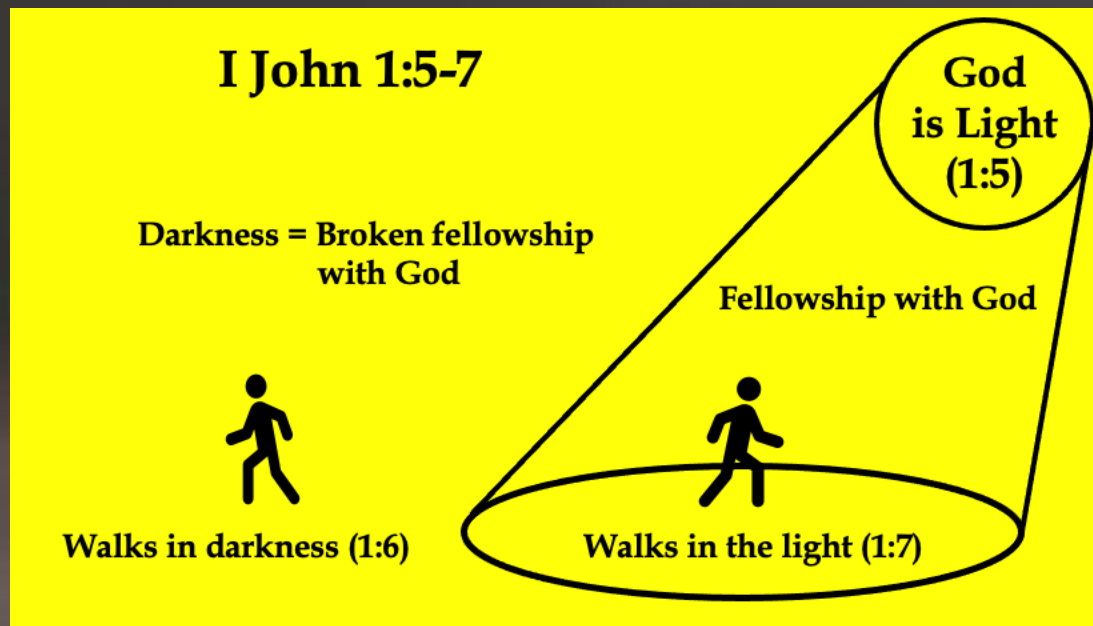 I John 1:5-7
God
is Light
(1:5)
Darkness = Broken fellowship
with God
Fellowship with God
Walks in darkness (1:6)
Walks in the light (1:7)